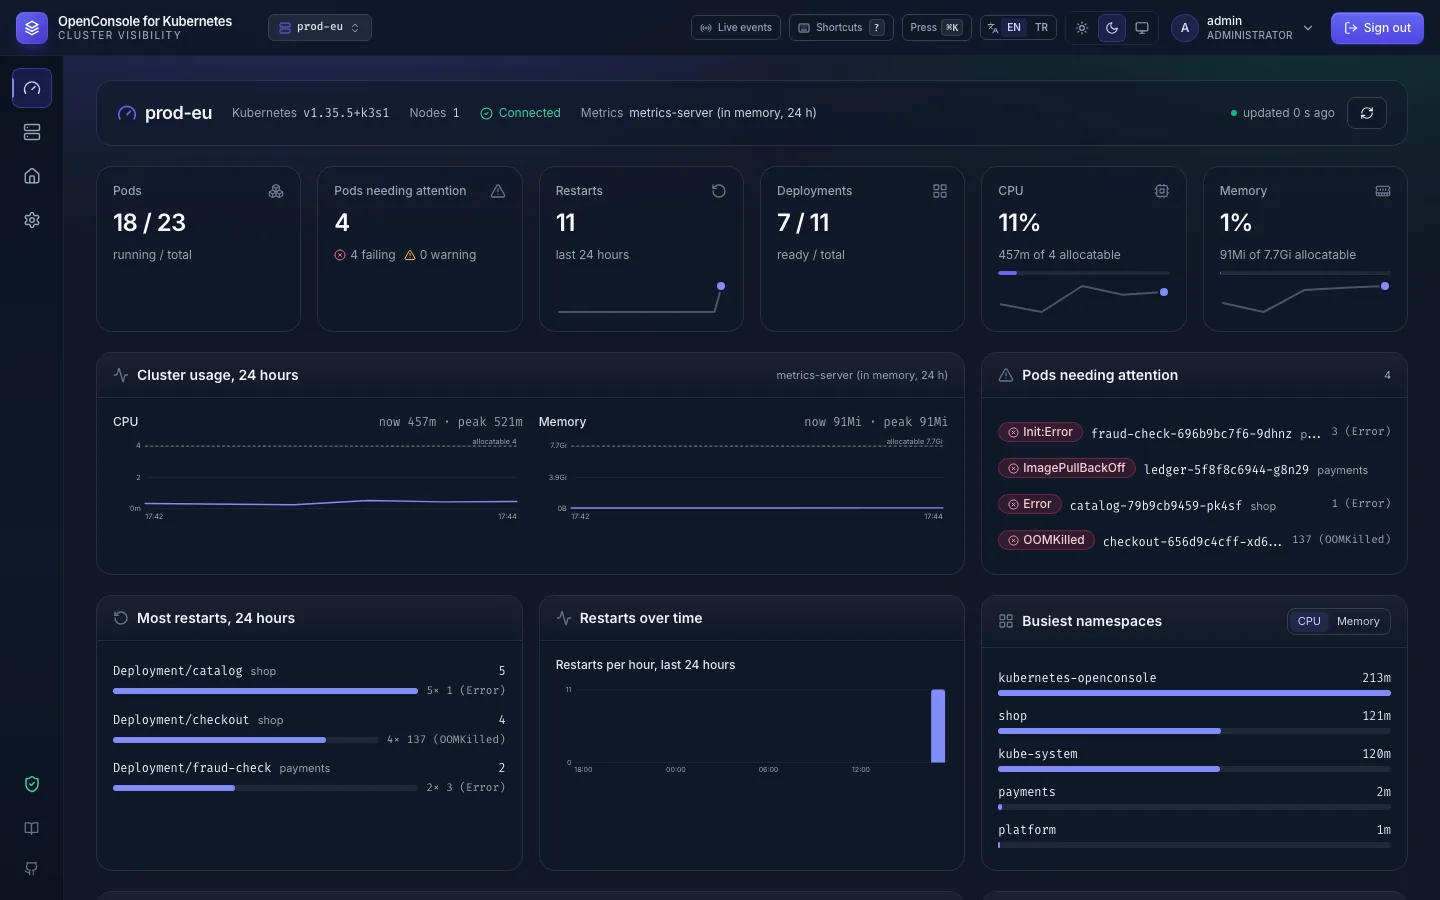 OpenConsole for Kubernetes
CLUSTER VISIBILITY
prod-eu
Live events
Shortcuts ?
Press ⌘K
EN TR
A
admin
ADMINISTRATOR
Sign out
prod-eu
Kubernetes v1.35.5+k3s1
Nodes 1
Connected
Metrics metrics-server (in memory, 24 h)
updated 0 s ago
Pods
18 / 23
running / total
Pods needing attention
4
4 failing 0 warning
Restarts
11
last 24 hours
Deployments
7 / 11
ready / total
CPU
11%
457m of 4 allocatable
Memory
1%
91Mi of 7.7Gi allocatable
Cluster usage, 24 hours
metrics-server (in memory, 24 h)
CPU
now 457m · peak 521m
allocatable 4
4
2
0m
17:42 17:44
Memory
now 91Mi · peak 91Mi
allocatable 7.7Gi
7.7Gi
3.9Gi
0B
17:42 17:44
Pods needing attention
4
Init:Error fraud-check-696b9bc7f6-9dhnz p... 3 (Error)
ImagePullBackOff ledger-5f8f8c6944-g8n29 payments
Error catalog-79b9cb9459-pk4sf shop 1 (Error)
OOMKilled checkout-656d9c4cff-xd6... 137 (OOMKilled)
Most restarts, 24 hours
Deployment/catalog shop 5
5× 1 (Error)
Deployment/checkout shop 4
4× 137 (OOMKilled)
Deployment/fraud-check payments 2
2× 3 (Error)
Restarts over time
Restarts per hour, last 24 hours
11
0
18:00 00:00 06:00 12:00
Busiest namespaces
CPU Memory
kubernetes-openconsole 213m
shop 121m
kube-system 120m
payments 2m
platform 1m